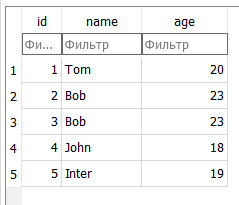 id name age
Фи... Фильтр Фильтр
1 1 Tom 20
2 2 Bob 23
3 3 Bob 23
4 4 John 18
5 5 Inter 19